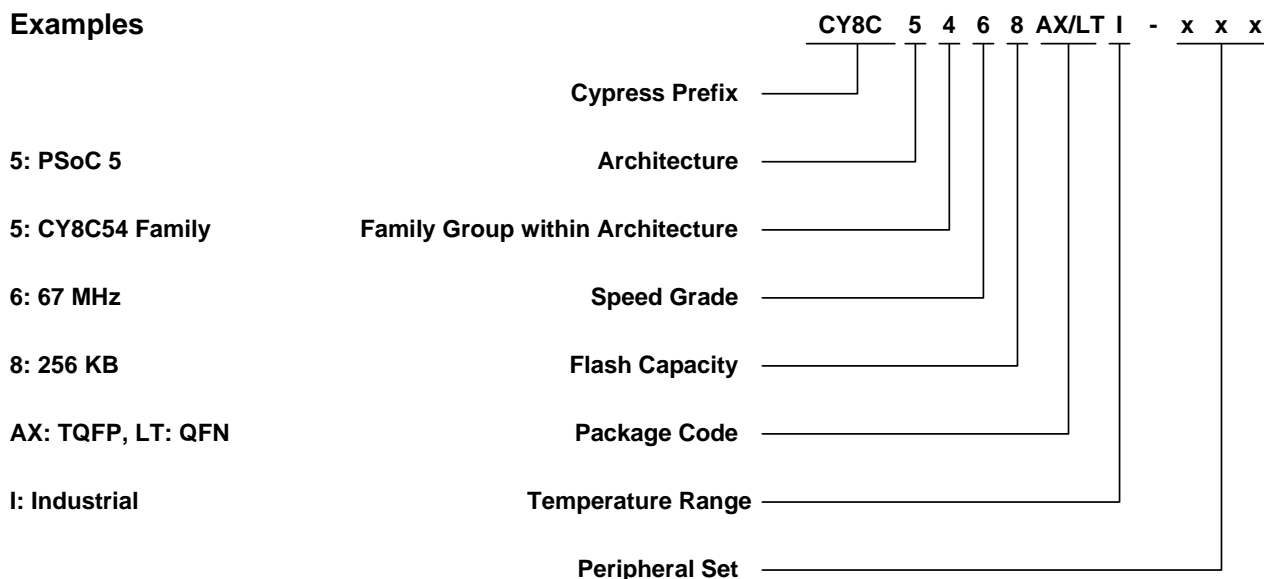 Examples CY8C 5 4 6 8 AX/LT I - x x x
Cypress Prefix
5: PSoC 5 Architecture
5: CY8C54 Family Family Group within Architecture
6: 67 MHz Speed Grade
8: 256 KB Flash Capacity
AX: TQFP, LT: QFN Package Code
I: Industrial Temperature Range
Peripheral Set